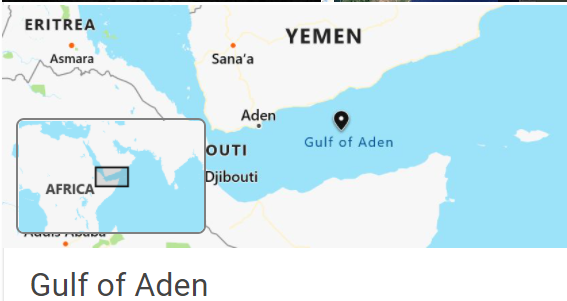 ERITREA
YEMEN
Asmara
Sana'a
Aden
Gulf of Aden
OUTI
Djibouti
AFRICA
Addis Ababa
Gulf of Aden